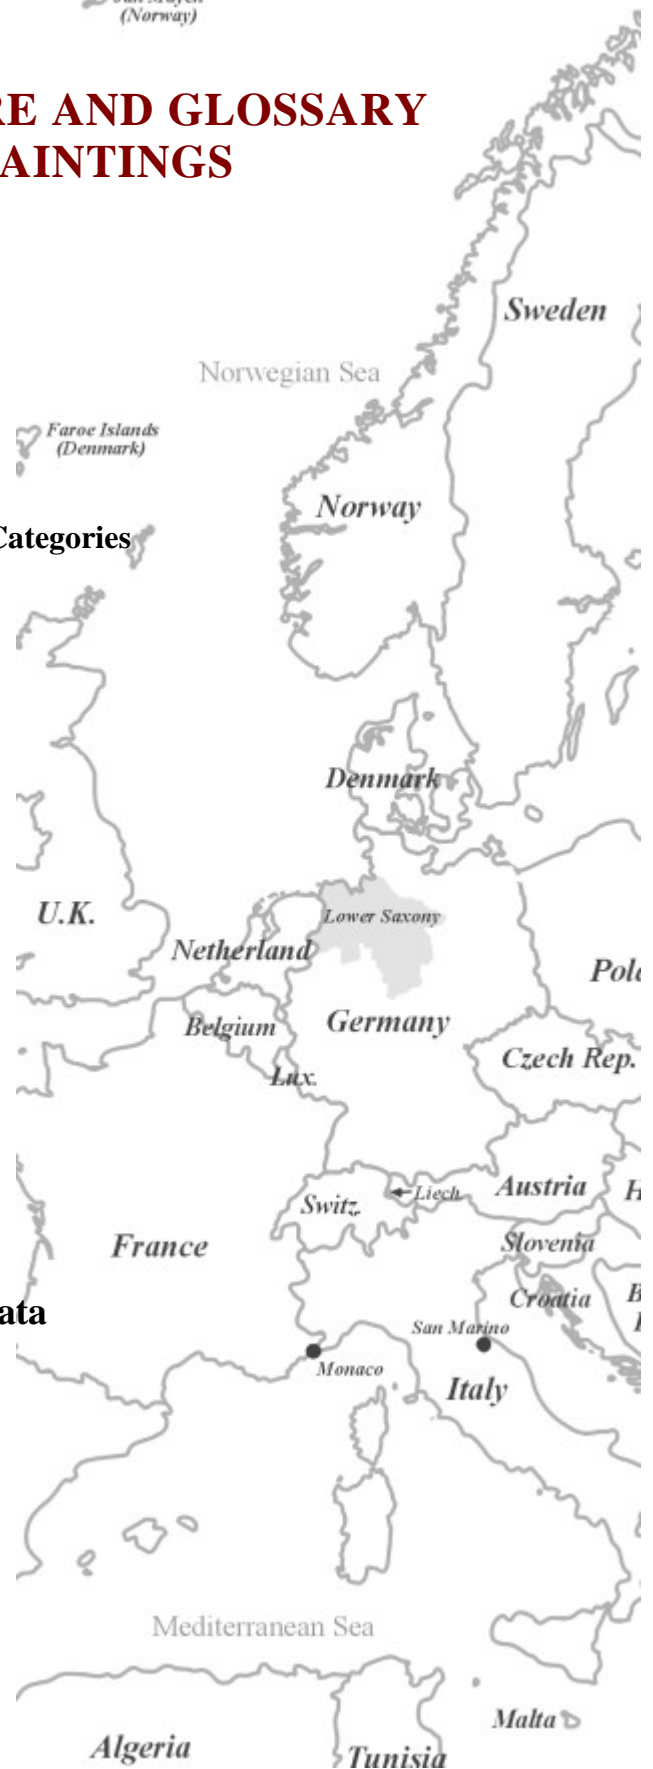 (Norway)
RE AND GLOSSARY
AINTINGS
Sweden
Norwegian Sea
Faroe Islands
(Denmark)
Norway
Categories
Denmark
U.K.
Lower Saxony
Netherland
Pola
Belgium
Germany
Czech Rep.
Lux.
Austria
Liech.
H
Switz.
Slovenia
France
Croatia
B
ata
San Marino
Monaco
Italy
Mediterranean Sea
Malta
Algeria
Tunisia